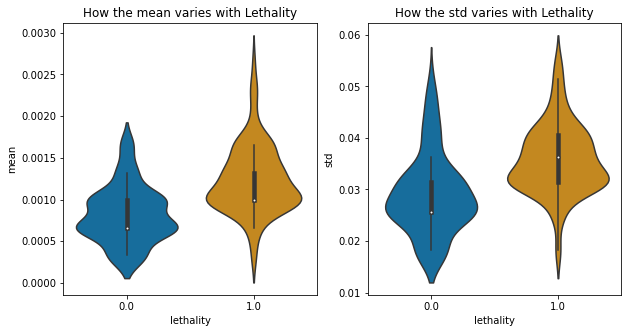 How the mean varies with Lethality
0.0030
0.0025
0.0020
0.0015
0.0010
0.0005
0.0000
mean
0.0
1.0
lethality
How the std varies with Lethality
0.06
0.05
0.04
0.03
0.02
0.01
std
0.0
1.0
lethality